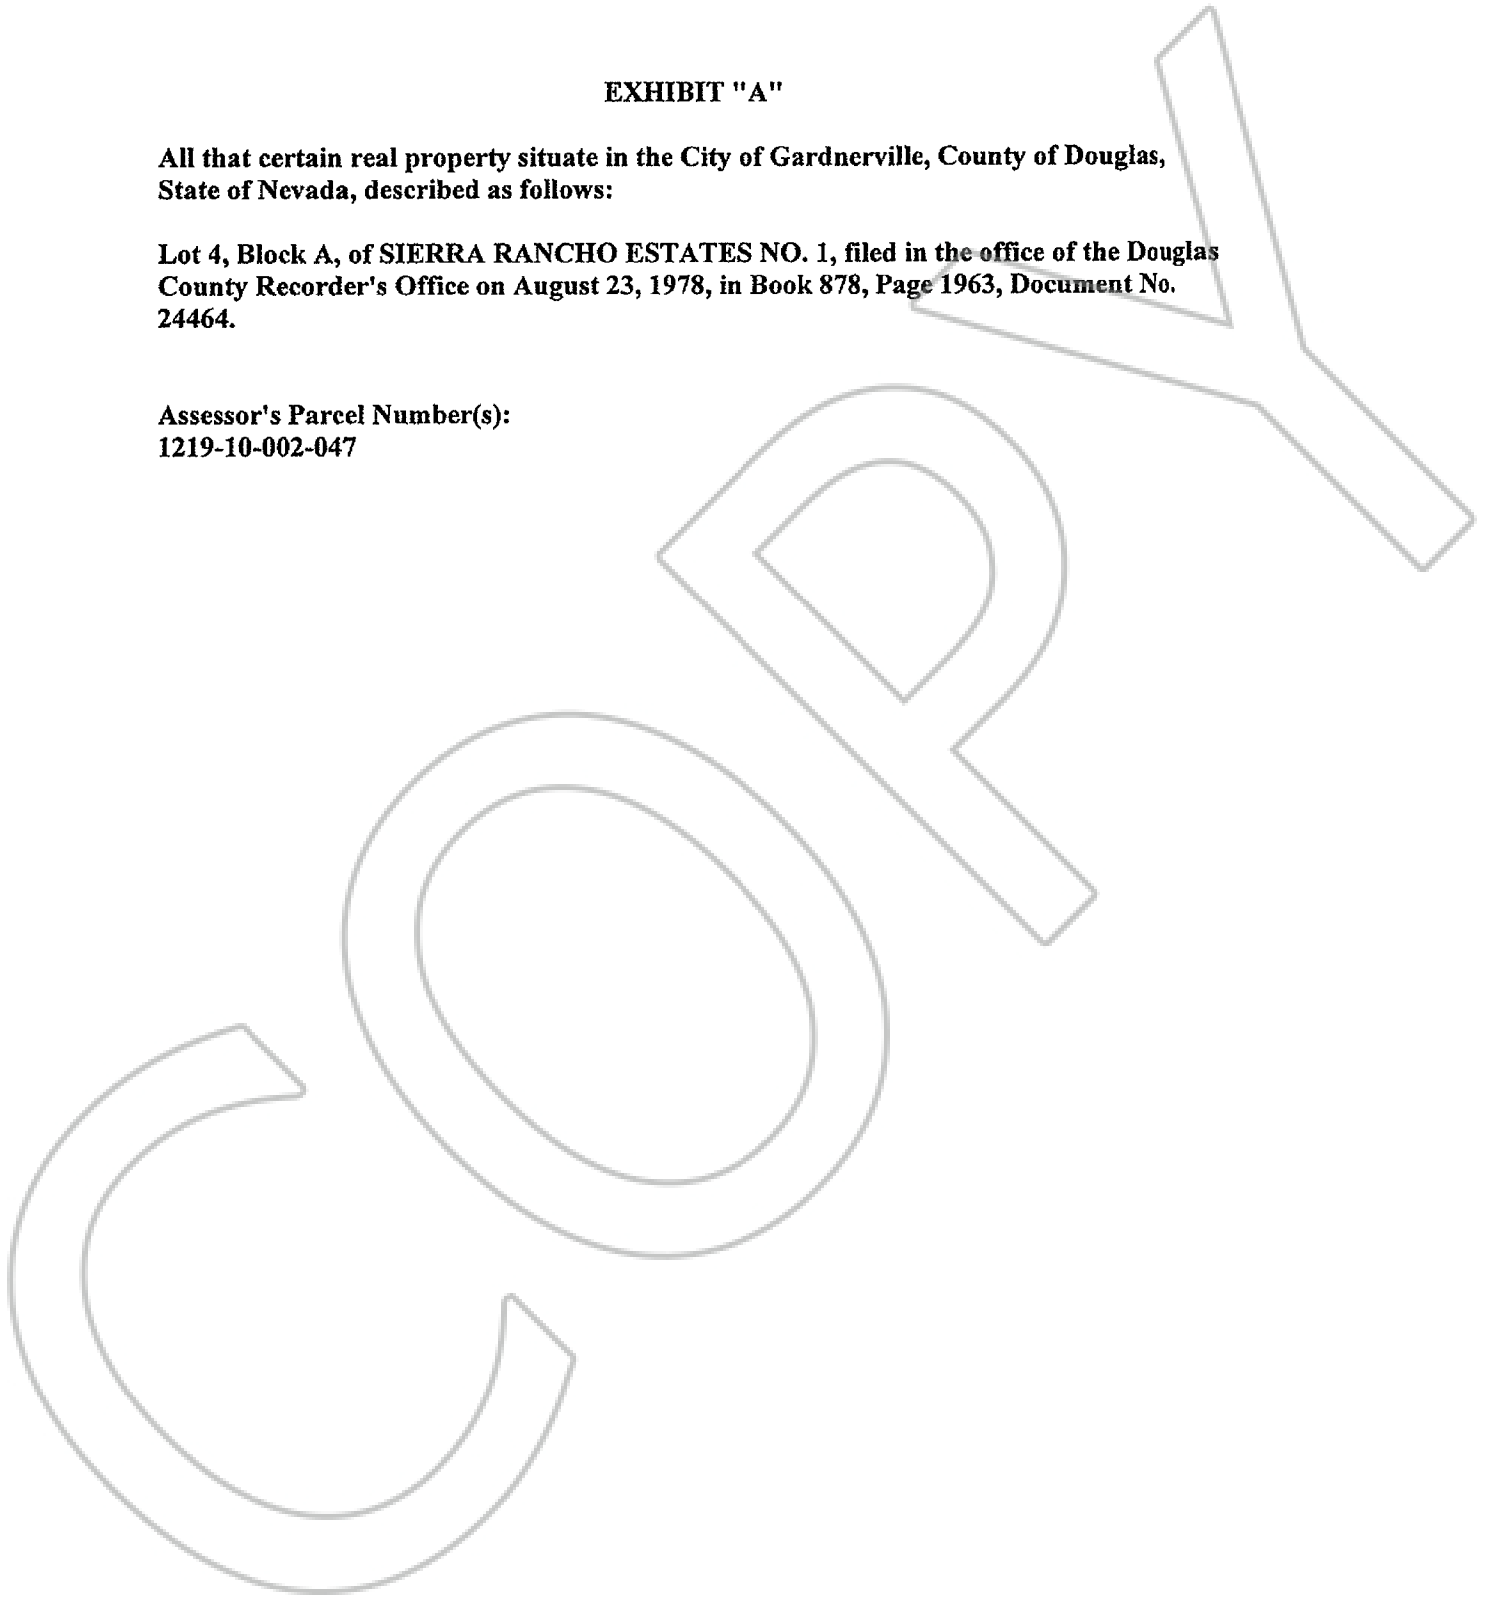 EXHIBIT "A"
All that certain real property situate in the City of Gardnerville, County of Douglas,
State of Nevada, described as follows:
Lot 4, Block A, of SIERRA RANCHO ESTATES NO. 1, filed in the office of the Douglas
County Recorder's Office on August 23, 1978, in Book 878, Page 1963, Document No.
24464.
Assessor's Parcel Number(s):
1219-10-002-047
COPY